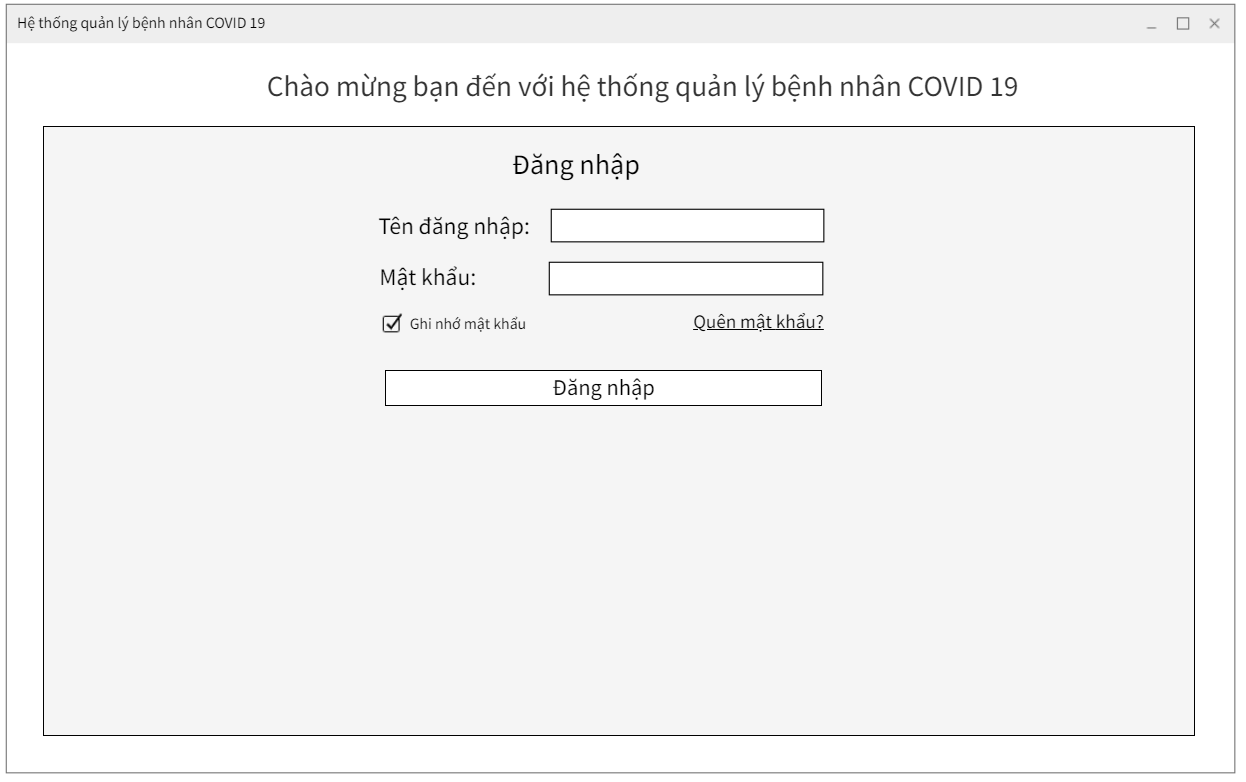 Hệ thống quản lý bệnh nhân COVID 19
Chào mừng bạn đến với hệ thống quản lý bệnh nhân COVID 19
Đăng nhập
Tên đăng nhập:
Mật khẩu:
Ghi nhớ mật khẩu Quên mật khẩu?
Đăng nhập